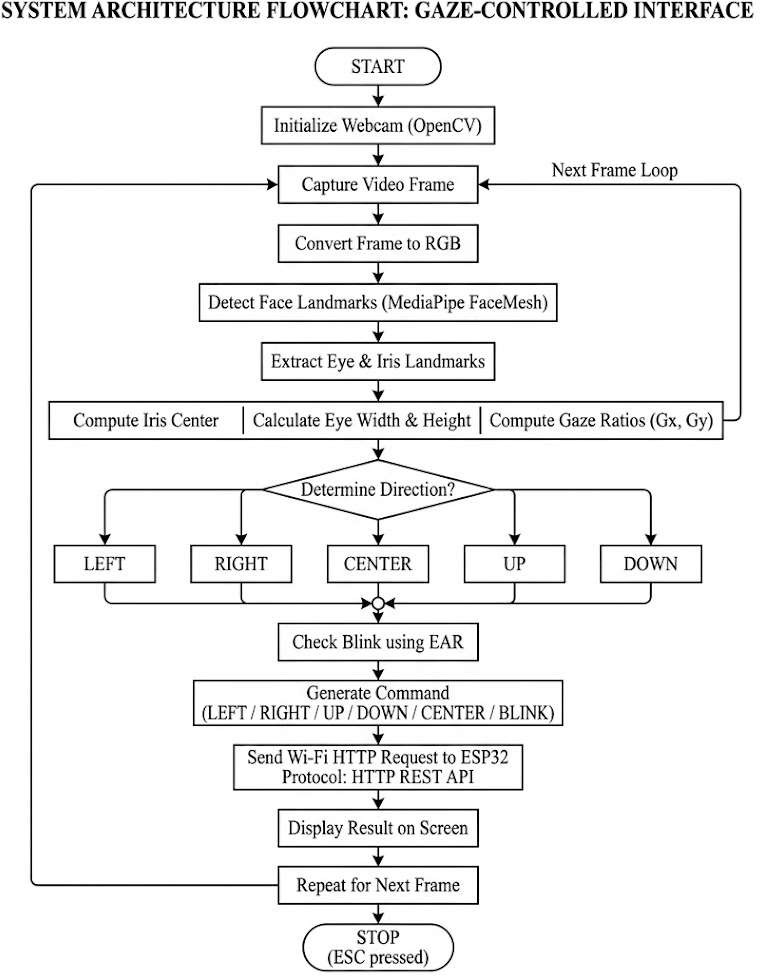 SYSTEM ARCHITECTURE FLOWCHART: GAZE-CONTROLLED INTERFACE
START
Initialize Webcam (OpenCV)
Next Frame Loop
Capture Video Frame
Convert Frame to RGB
Detect Face Landmarks (MediaPipe FaceMesh)
Extract Eye & Iris Landmarks
Compute Iris Center
Calculate Eye Width & Height
Compute Gaze Ratios (Gx, Gy)
Determine Direction?
LEFT
RIGHT
CENTER
UP
DOWN
Check Blink using EAR
Generate Command
(LEFT / RIGHT / UP / DOWN / CENTER / BLINK)
Send Wi-Fi HTTP Request to ESP32
Protocol: HTTP REST API
Display Result on Screen
Repeat for Next Frame
STOP
(ESC pressed)